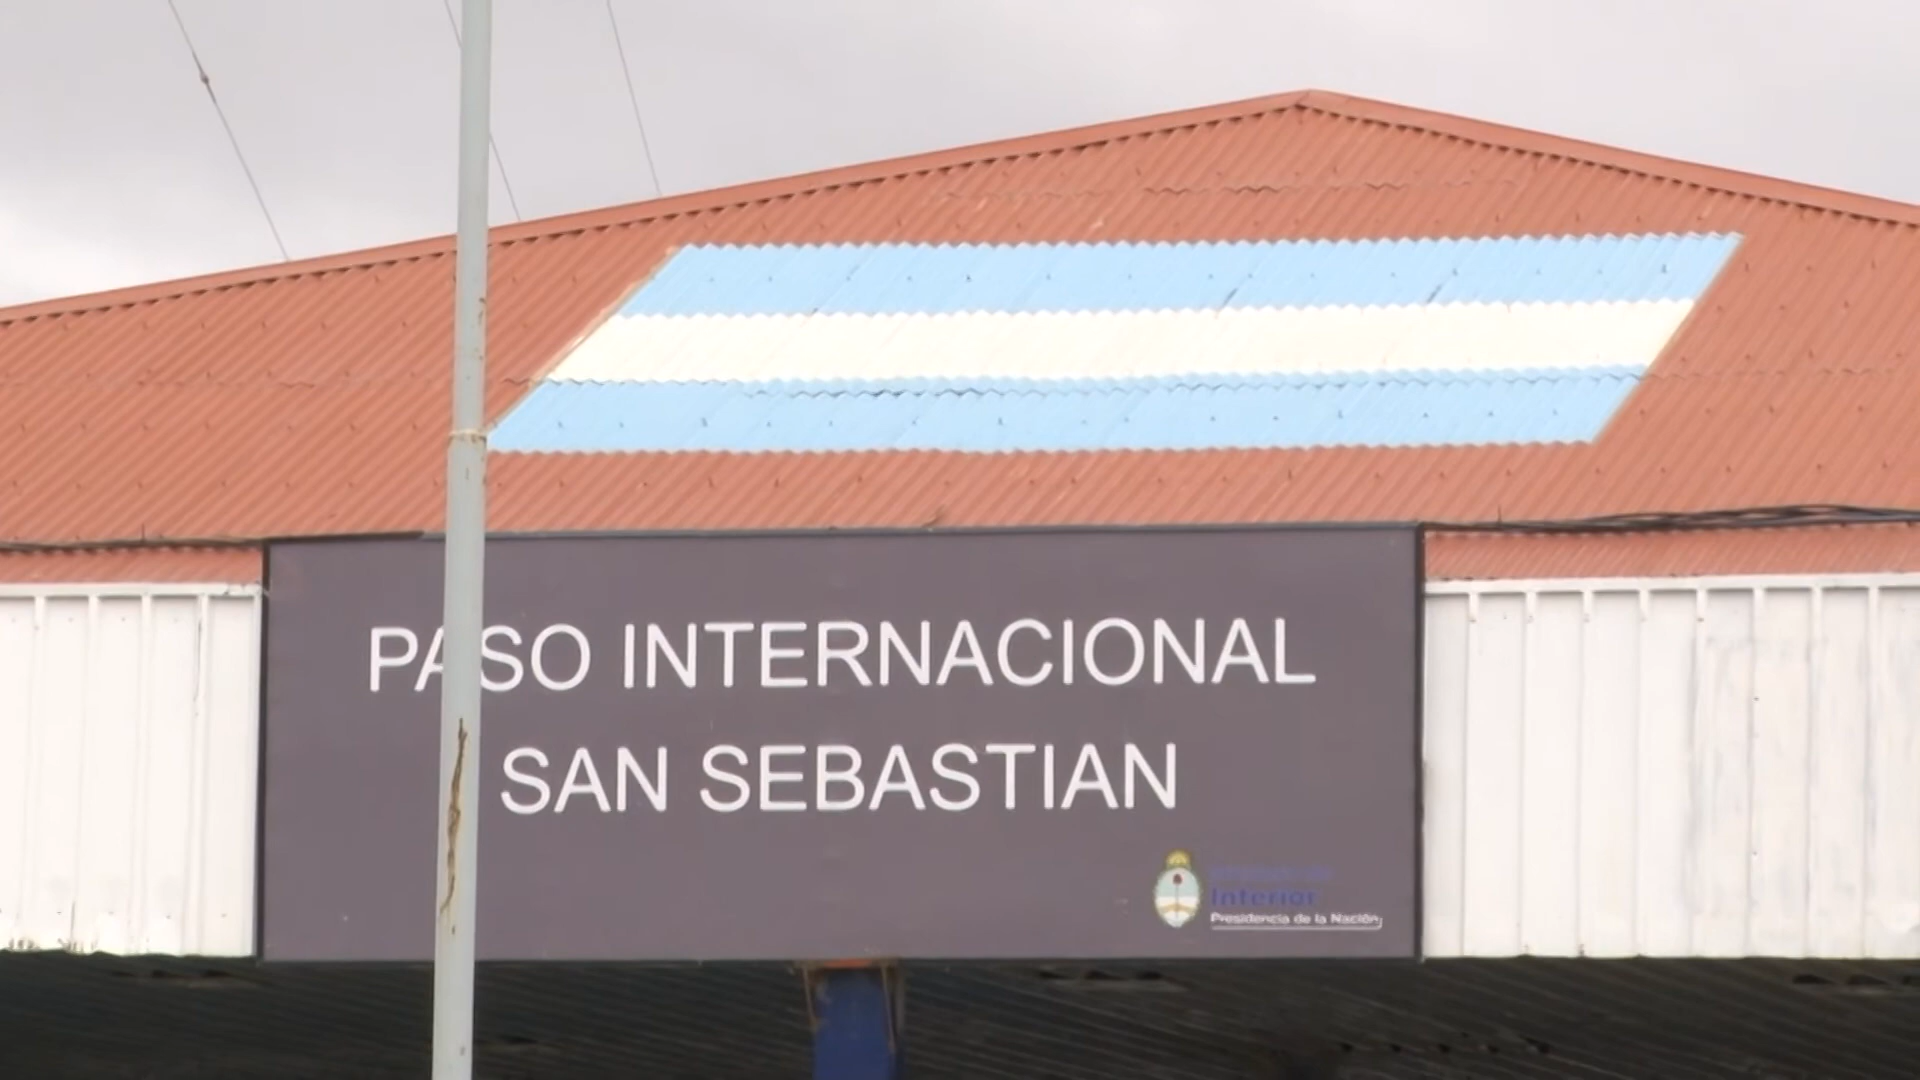 PASO INTERNACIONAL
SAN SEBASTIAN
Interior
Presidencia de la Nación